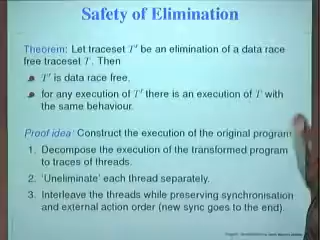 Safety of Elimination
Theorem: Let traceset T' be an elimination of a data race
free traceset T. Then
T' is data race free,
for any execution of T' there is an execution of T with
the same behaviour.
Proof idea: Construct the execution of the original program
1. Decompose the execution of the transformed program
to traces of threads.
2. 'Uneliminate' each thread separately.
3. Interleave the threads while preserving synchronisation
and external action order (new sync goes to the end).